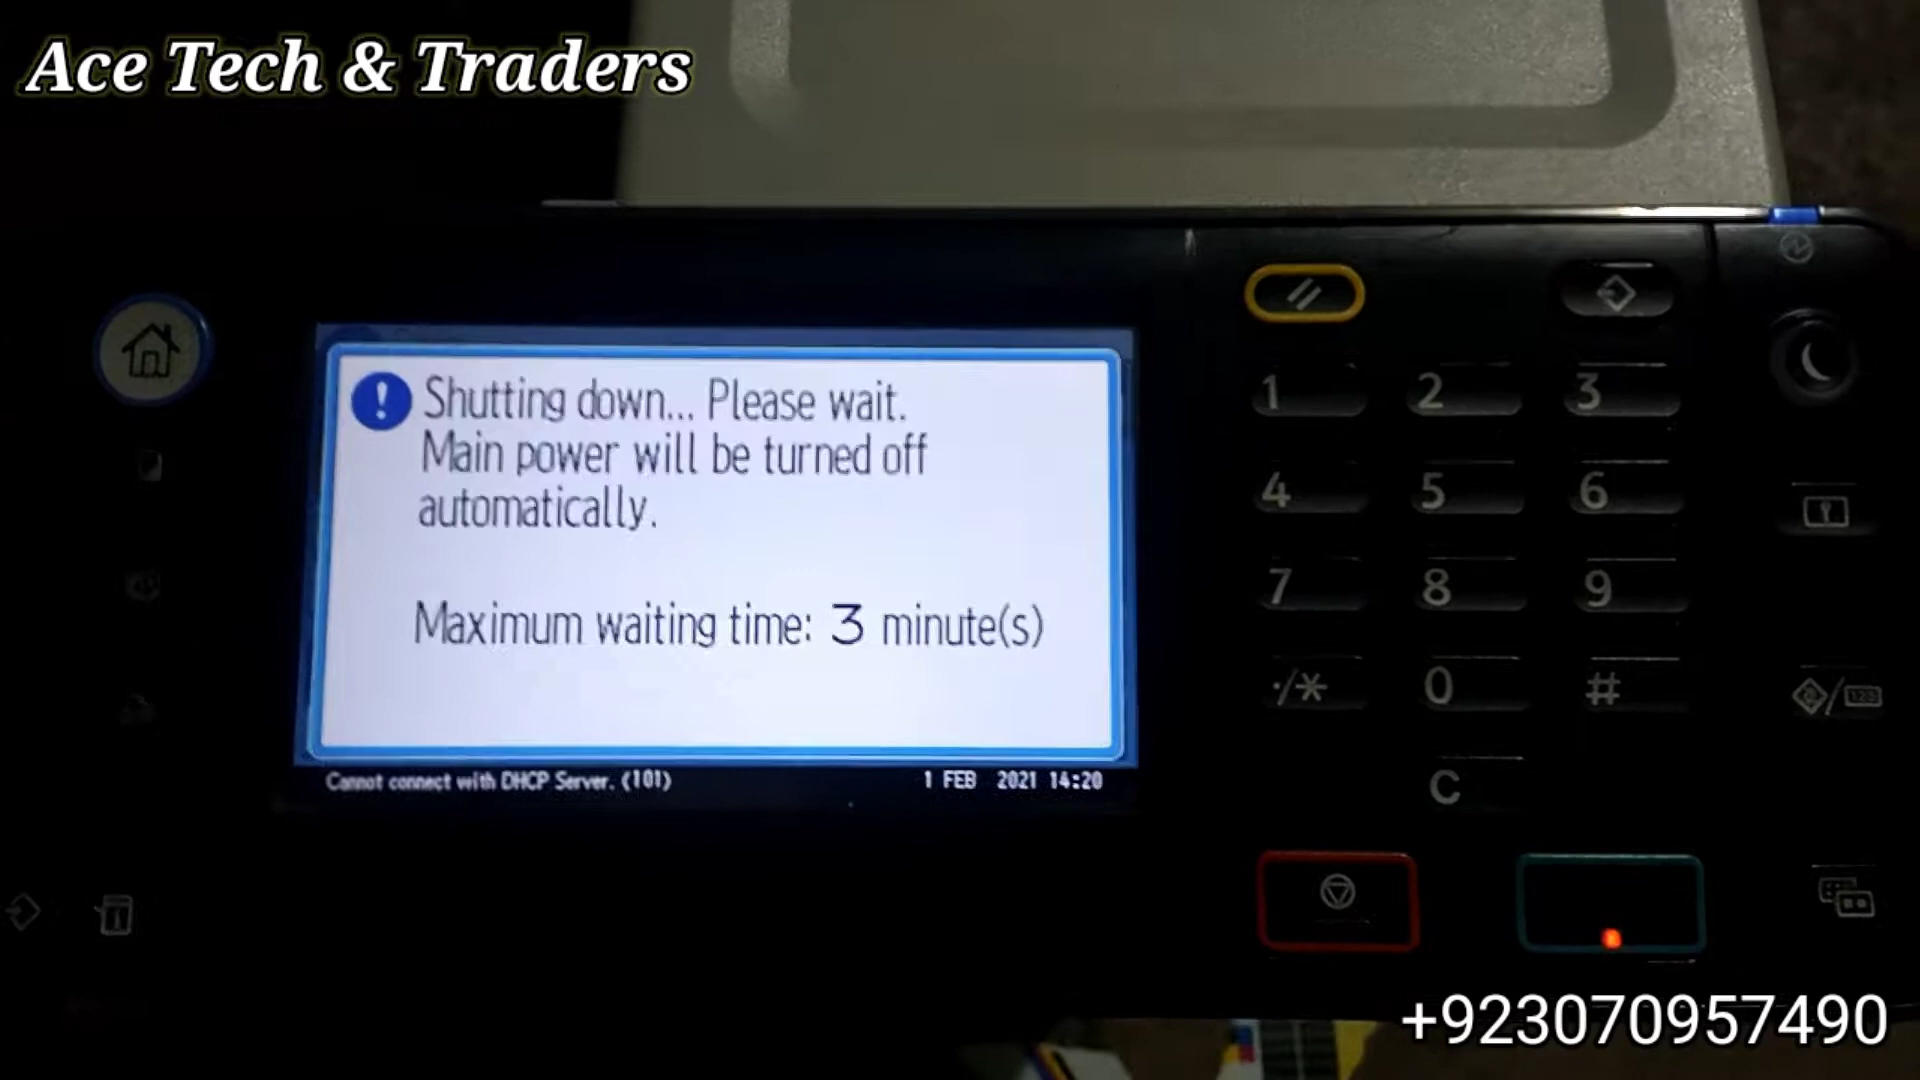 Ace Tech & Traders
Shutting down... Please wait.
Main power will be turned off
automatically.
Maximum waiting time: 3 minute(s)
Cannot connect with DHCP Server. (101)
1 FEB 2021 14:20
1 2 3
4 5 6
7 8 9
./* 0 #
C
123
+923070957490